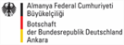 Almanya Federal Cumhuriyeti
Büyükelçiliği
Botschaft
der Bundesrepublik Deutschland
Ankara